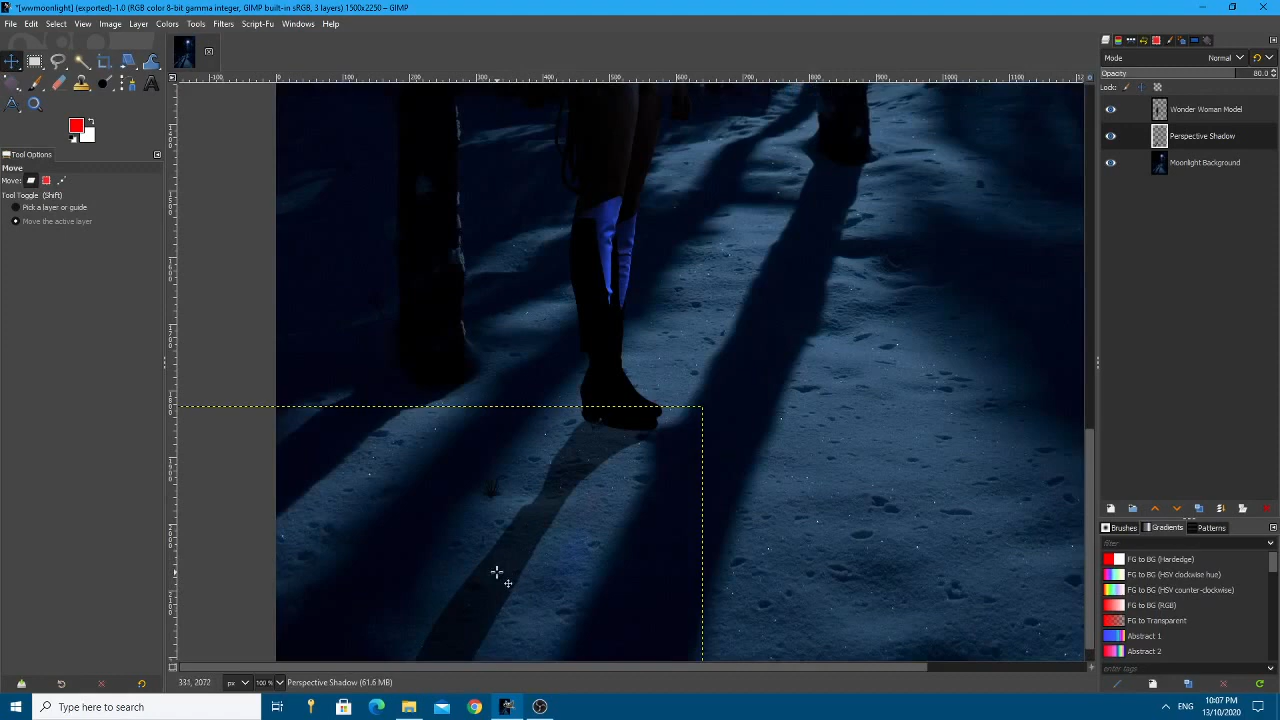 *[wwmoonlight] (exported)-1.0 (RGB color 8-bit gamma integer, GIMP built-in sRGB, 3 layers) 1500x2250 – GIMP
File Edit Select View Image Layer Colors Tools Filters Script-Fu Windows Help
Mode Normal
Opacity 80.0
Lock:
Wonder Woman Model
Perspective Shadow
Moonlight Background
Tool Options
Move
Move:
Tool Toggle (Shift)
Pick a layer or guide
Move the active layer
Brushes Gradients Patterns
filter
FG to BG (Hardedge)
FG to BG (HSV clockwise hue)
FG to BG (HSV counter-clockwise)
FG to BG (RGB)
FG to Transparent
Abstract 1
Abstract 2
enter tags
331, 2072 px 100 % Perspective Shadow (61.6 MB)
Type here to search
ENG
10:07 PM
13/10/2020